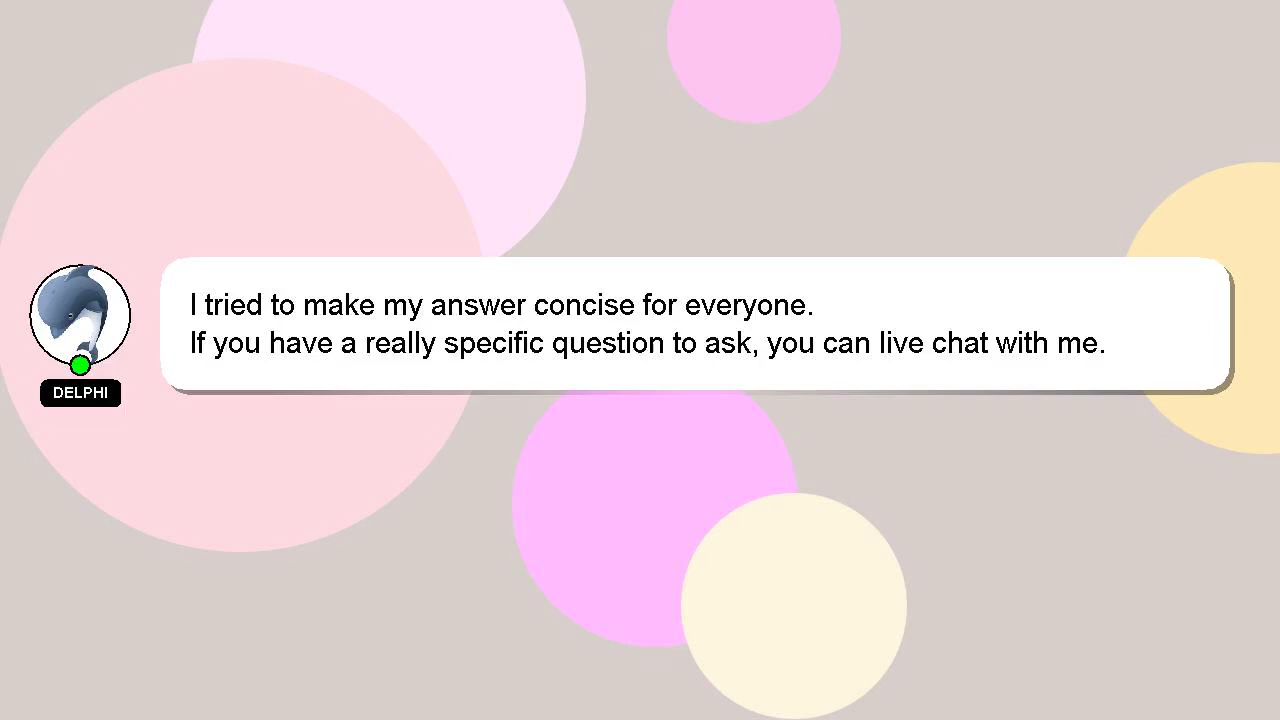 I tried to make my answer concise for everyone.
If you have a really specific question to ask, you can live chat with me.
DELPHI